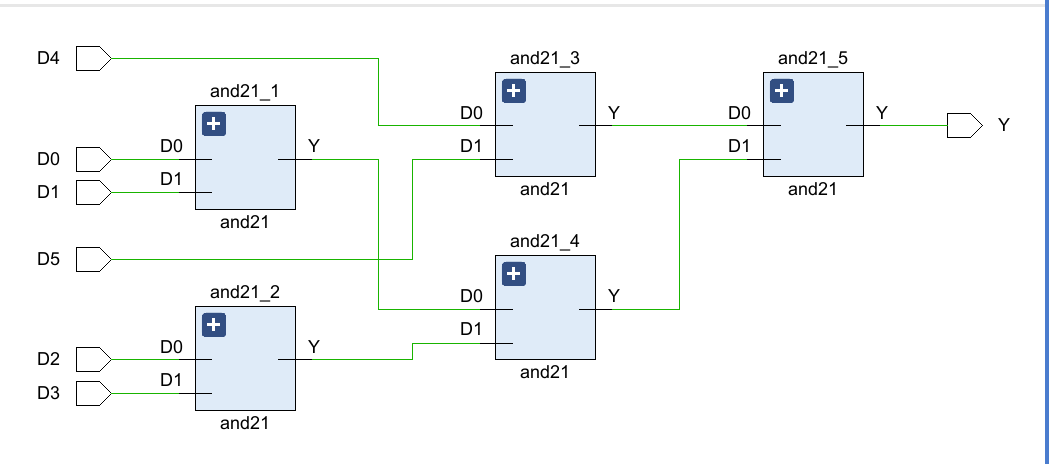 D4
and21_3
and21_5
and21_1
D0
Y
D0
Y
Y
D0
D0
Y
D1
D1
D1
D1
and21
and21
and21
D5
and21_4
and21_2
D0
Y
D1
D2
D0
Y
D3
D1
and21
and21